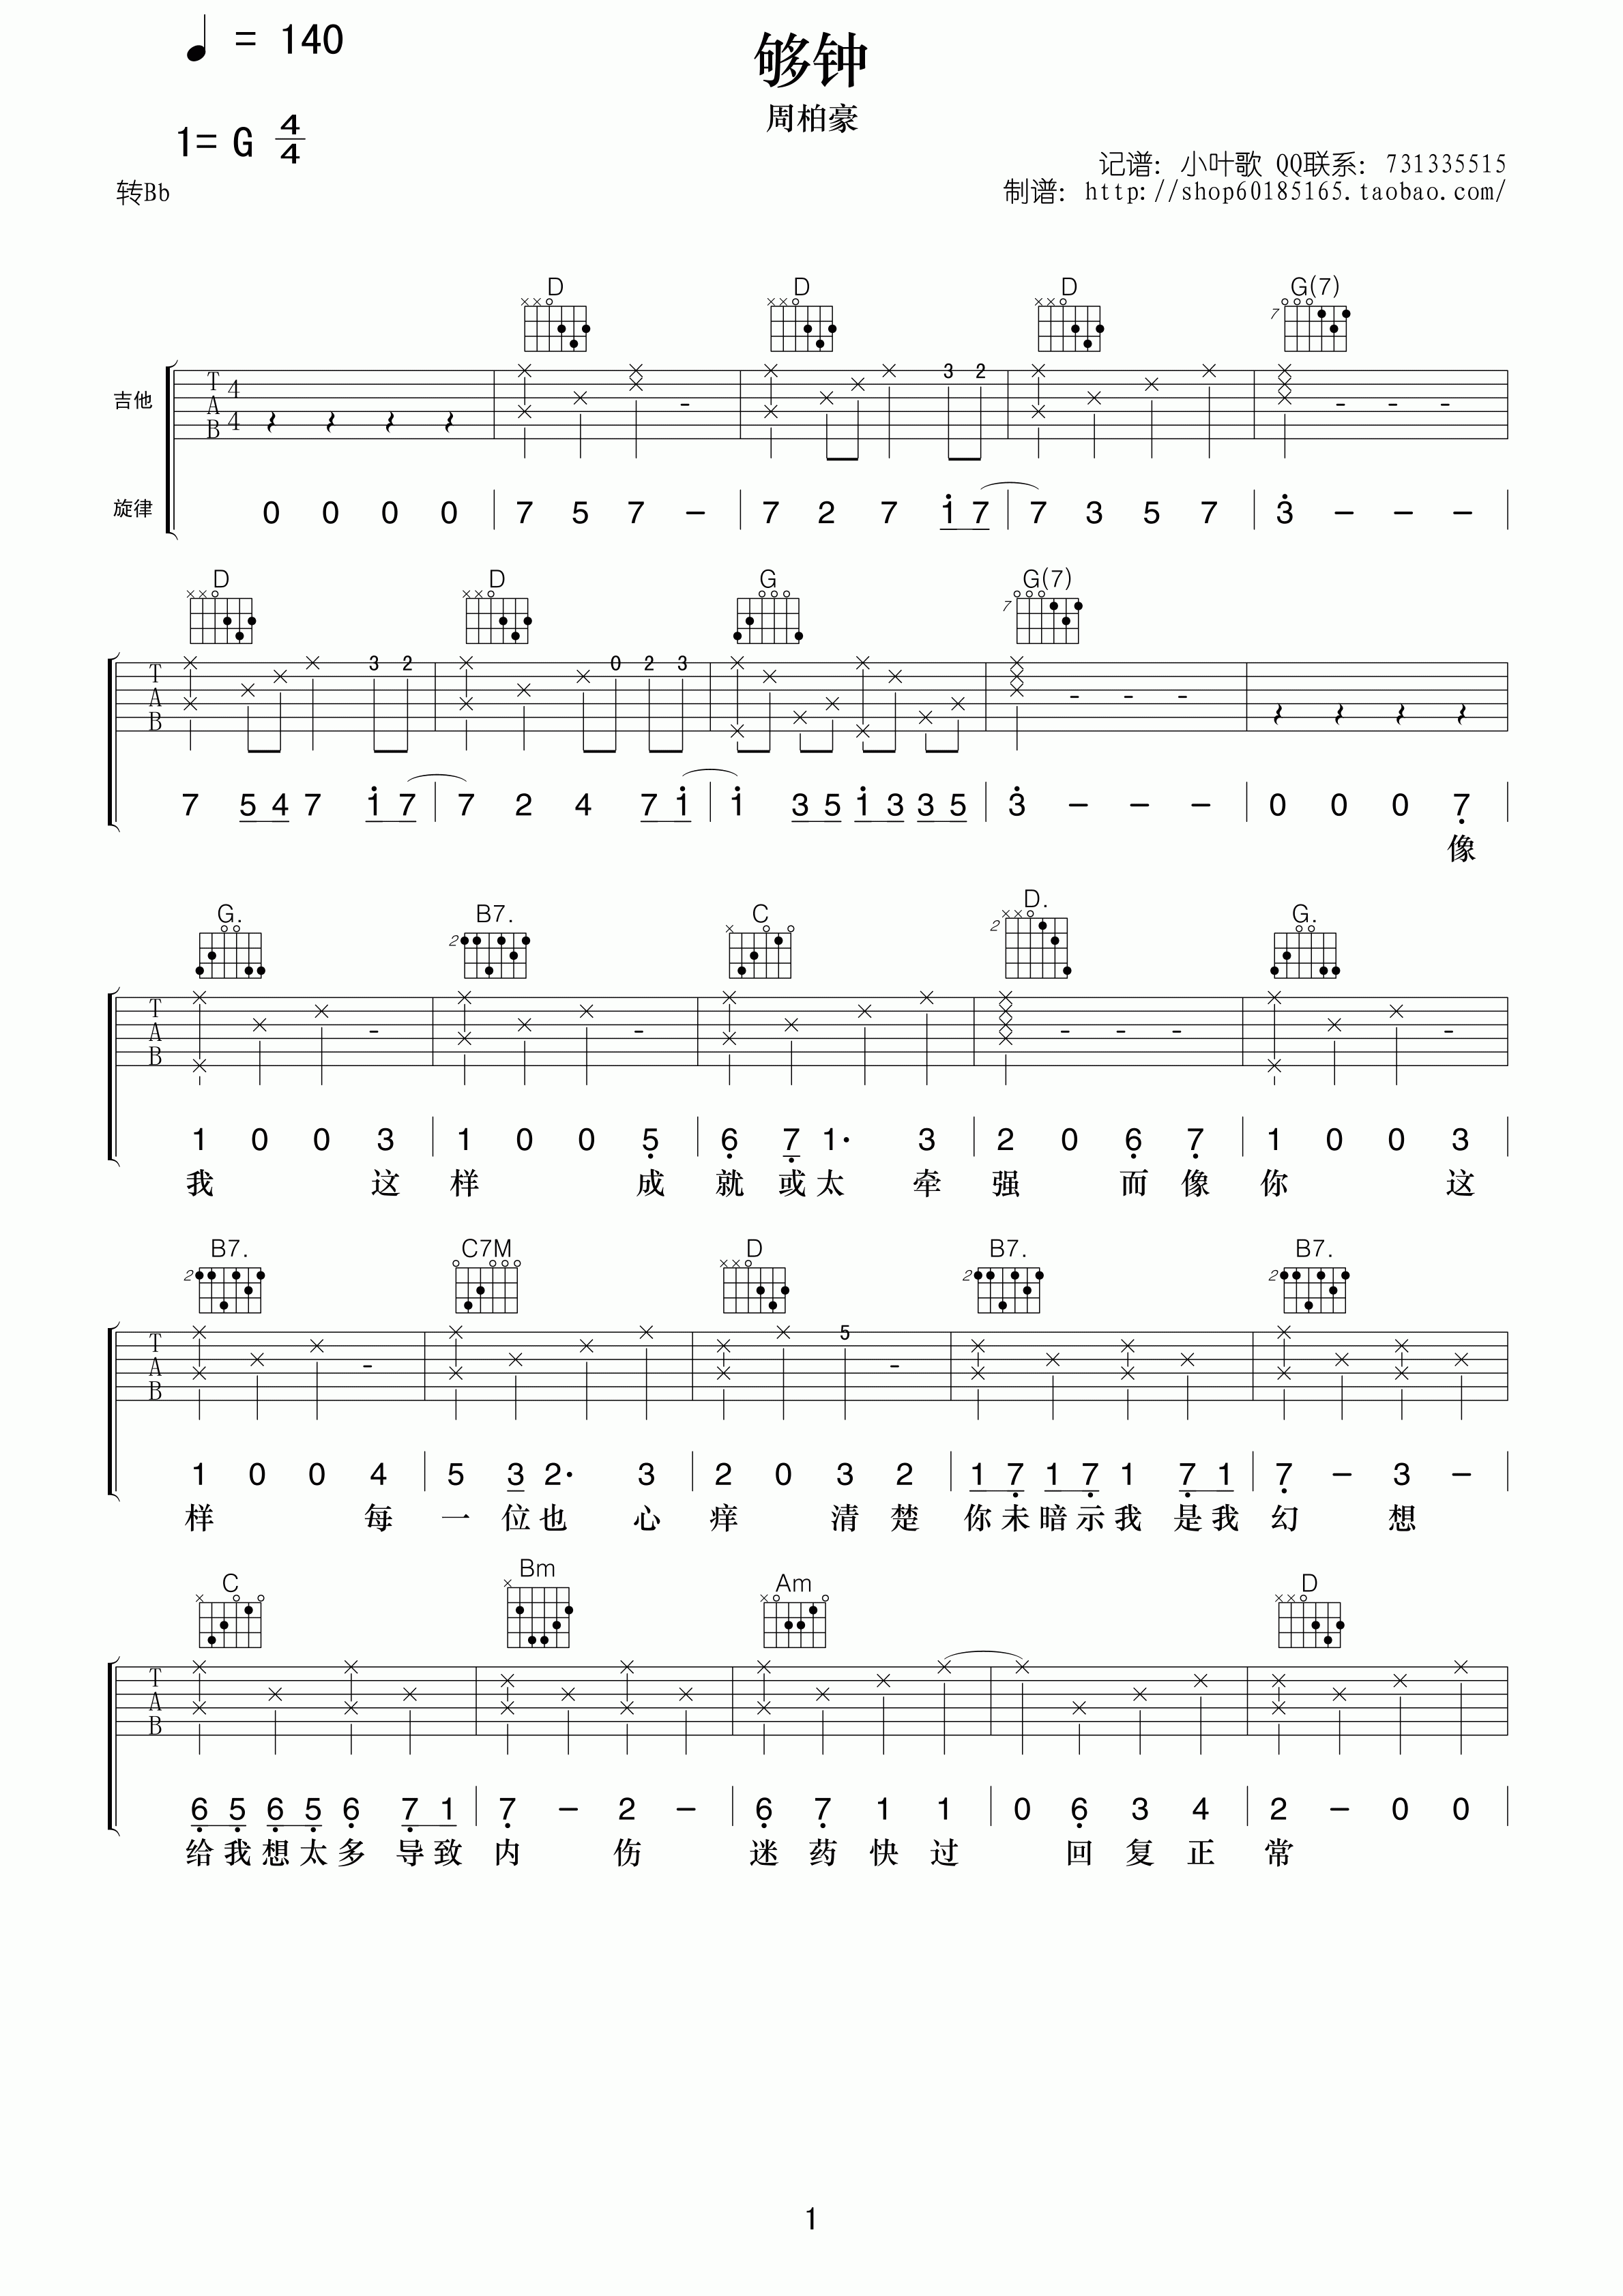 ♩ = 140
够钟
周柏豪
1= G 4/4
记谱: 小叶歌 QQ联系: 731335515
转Bb
制谱: http://shop60185165.taobao.com/
D D D G(7)
吉他 T A B 4 4 3 2
旋律 0 0 0 0 | 7 5 7 – | 7 2 7 1 7 | 7 3 5 7 | 3 – – – |
D D G G(7)
T A B 3 2 0 2 3
7 5 4 7 1 7 | 7 2 4 7 1 | 1 3 5 1 3 3 5 | 3 – – – | 0 0 0 7 |
像
G. B7. C D. G.
T A B
1 0 0 3 | 1 0 0 5 | 6 7 1· 3 | 2 0 6 7 | 1 0 0 3 |
我 这 样 成 就 或 太 牵 强 而 像 你 这
B7. C7M D B7. B7.
T A B 5
1 0 0 4 | 5 3 2· 3 | 2 0 3 2 | 1 7 1 7 1 7 1 | 7 – 3 – |
样 每 一 位 也 心 痒 清 楚 你 未 暗 示 我 是 我 幻 想
C Bm Am D
T A B
6 5 6 5 6 7 1 | 7 – 2 – | 6 7 1 1 | 0 6 3 4 | 2 – 0 0 |
给 我 想 太 多 导 致 内 伤 迷 药 快 过 回 复 正 常
1